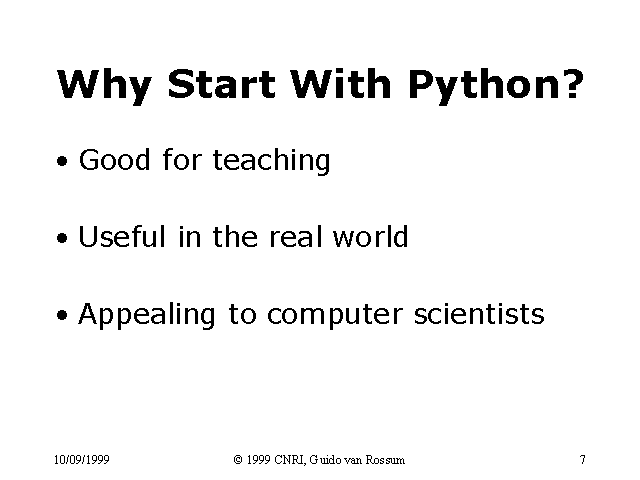 Why Start With Python?
• Good for teaching
• Useful in the real world
• Appealing to computer scientists
10/09/1999 © 1999 CNRI, Guido van Rossum 7